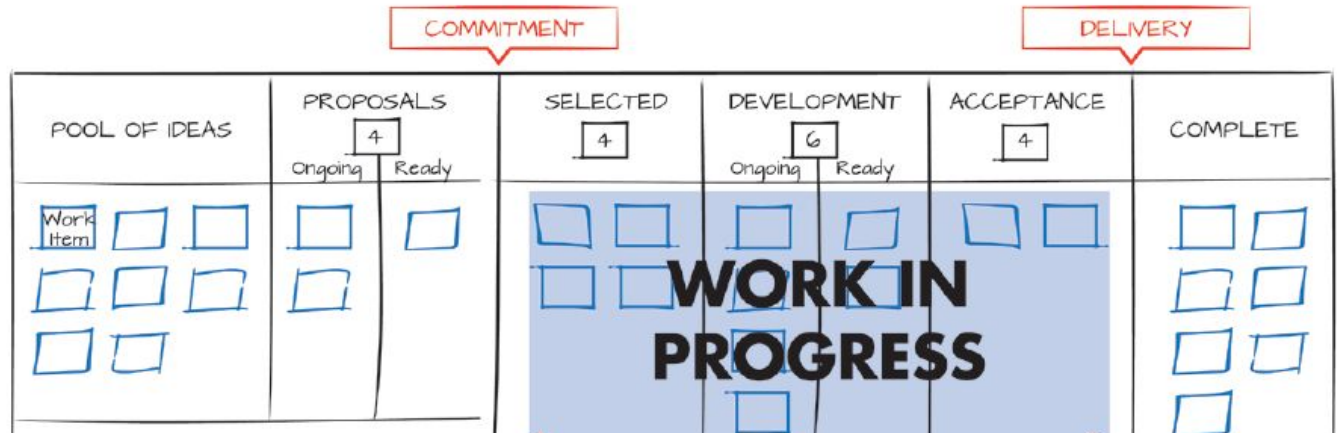 COMMITMENT
DELIVERY
POOL OF IDEAS
PROPOSALS
4
Ongoing
Ready
SELECTED
4
DEVELOPMENT
6
Ongoing
Ready
ACCEPTANCE
4
COMPLETE
Work
Item
WORK IN
PROGRESS